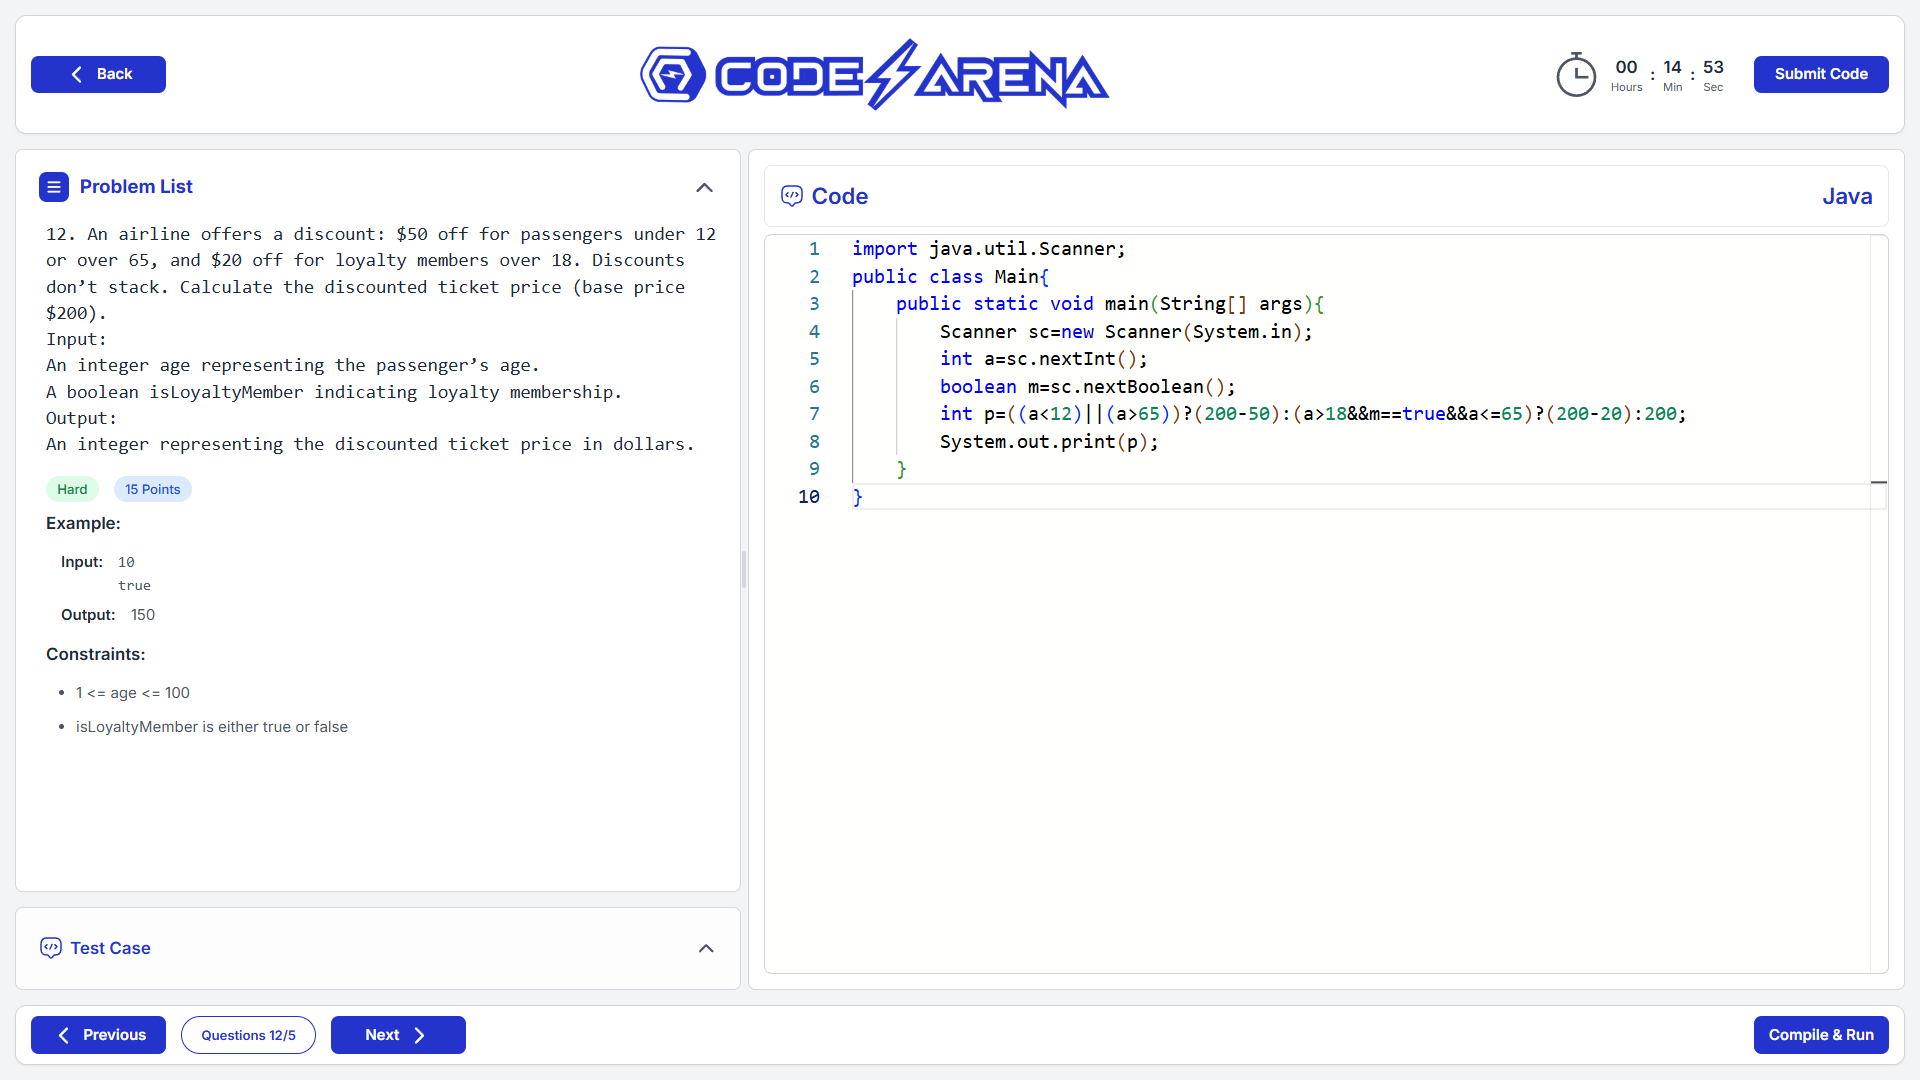 Back
CODE ARENA
00 : 14 : 53
Hours Min Sec
Submit Code
Problem List
12. An airline offers a discount: $50 off for passengers under 12
or over 65, and $20 off for loyalty members over 18. Discounts
don’t stack. Calculate the discounted ticket price (base price
$200).
Input:
An integer age representing the passenger’s age.
A boolean isLoyaltyMember indicating loyalty membership.
Output:
An integer representing the discounted ticket price in dollars.
Hard 15 Points
Example:
Input: 10
true
Output: 150
Constraints:
• 1 <= age <= 100
• isLoyaltyMember is either true or false
Test Case
Code
Java
1 import java.util.Scanner;
2 public class Main{
3     public static void main(String[] args){
4         Scanner sc=new Scanner(System.in);
5         int a=sc.nextInt();
6         boolean m=sc.nextBoolean();
7         int p=((a<12)||(a>65))?(200-50):(a>18&&m==true&&a<=65)?(200-20):200;
8         System.out.print(p);
9     }
10 }
Previous
Questions 12/5
Next
Compile & Run